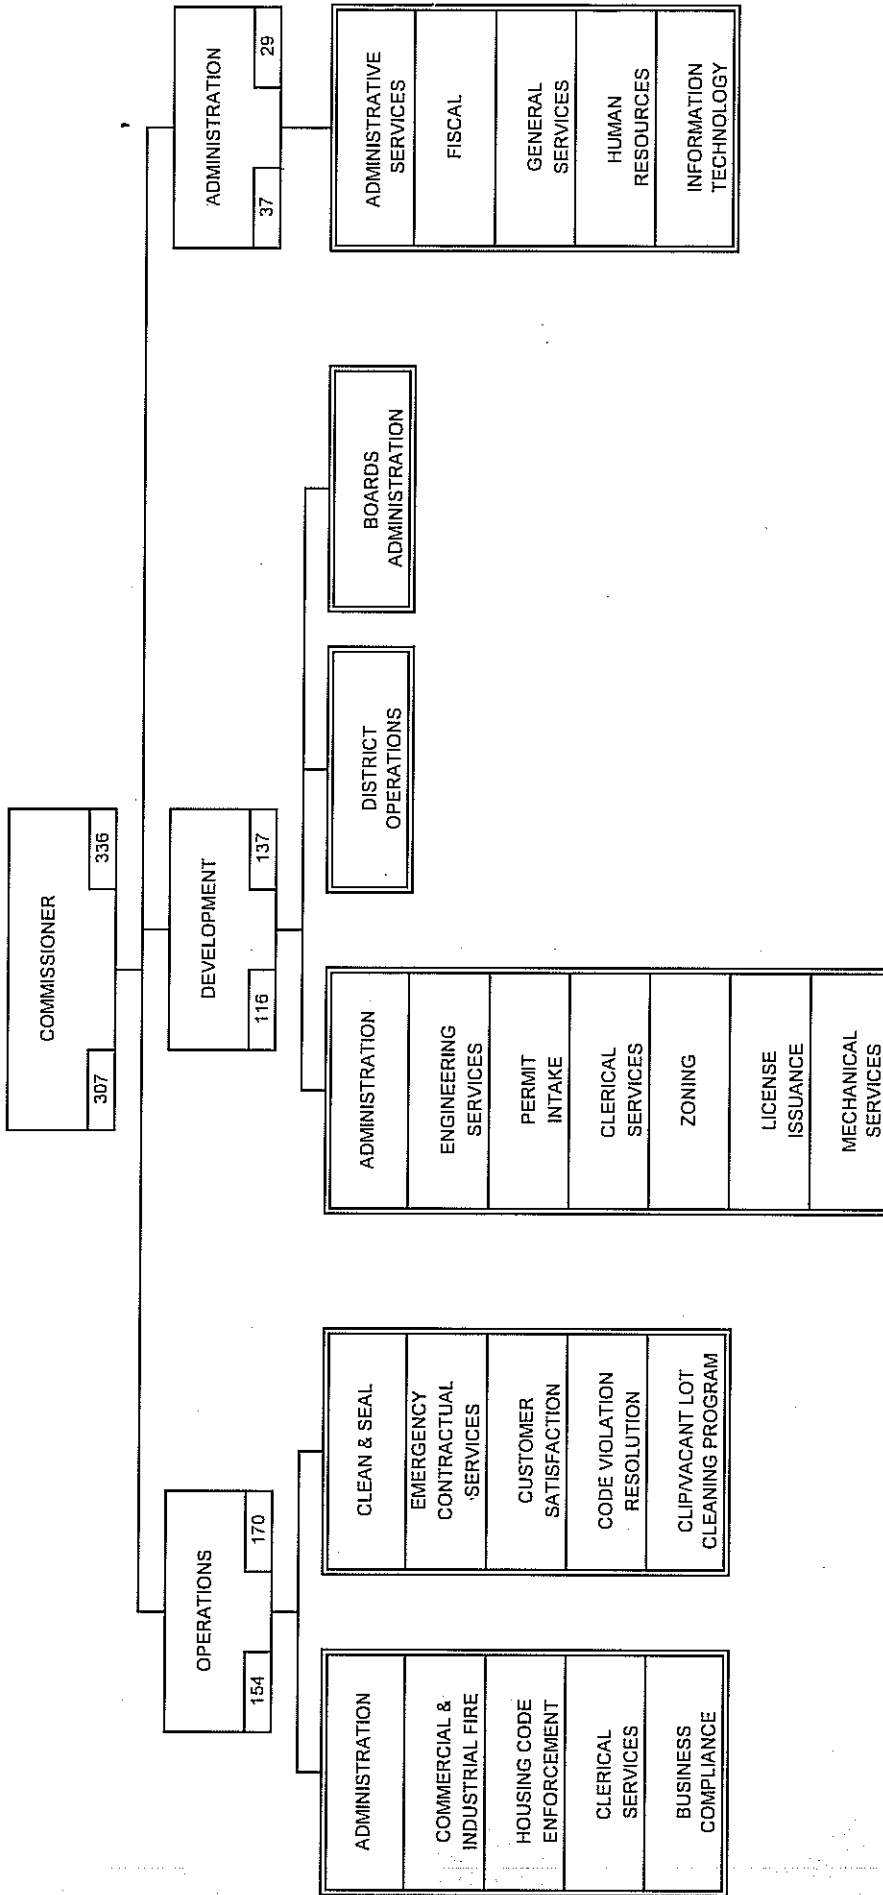 COMMISSIONER
307 336
OPERATIONS
154 170
DEVELOPMENT
116 137
ADMINISTRATION
37 29
ADMINISTRATION
COMMERCIAL &
INDUSTRIAL FIRE
HOUSING CODE
ENFORCEMENT
CLERICAL
SERVICES
BUSINESS
COMPLIANCE
CLEAN & SEAL
EMERGENCY
CONTRACTUAL
SERVICES
CUSTOMER
SATISFACTION
CODE VIOLATION
RESOLUTION
CLIP/VACANT LOT
CLEANING PROGRAM
ADMINISTRATION
ENGINEERING
SERVICES
PERMIT
INTAKE
CLERICAL
SERVICES
ZONING
LICENSE
ISSUANCE
MECHANICAL
SERVICES
DISTRICT
OPERATIONS
BOARDS
ADMINISTRATION
ADMINISTRATIVE
SERVICES
FISCAL
GENERAL
SERVICES
HUMAN
RESOURCES
INFORMATION
TECHNOLOGY